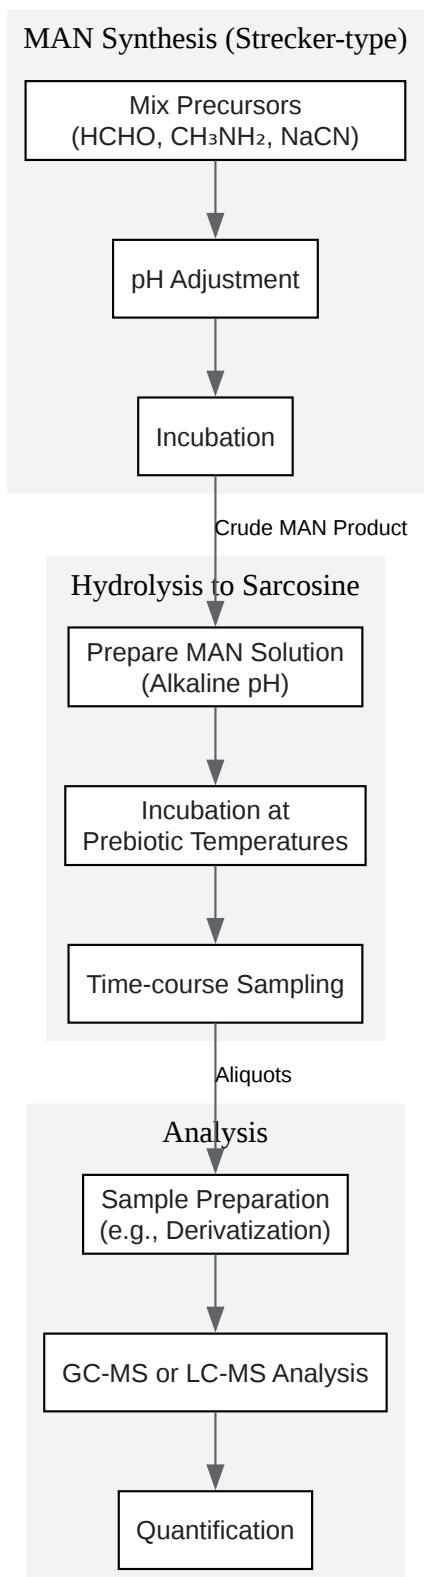 MAN Synthesis (Strecker-type)
Mix Precursors
(HCHO, CH₃NH₂, NaCN)
pH Adjustment
Incubation
Crude MAN Product
Hydrolysis to Sarcosine
Prepare MAN Solution
(Alkaline pH)
Incubation at
Prebiotic Temperatures
Time-course Sampling
Aliquots
Analysis
Sample Preparation
(e.g., Derivatization)
GC-MS or LC-MS Analysis
Quantification